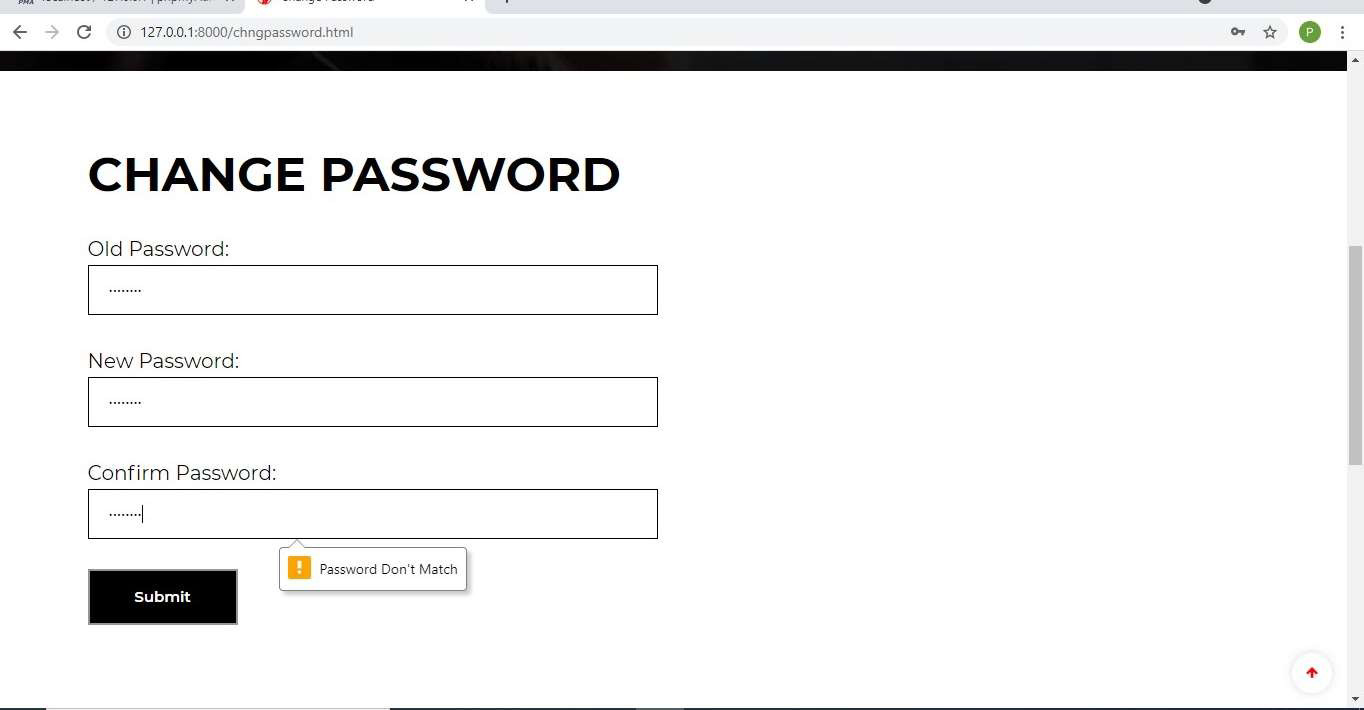 127.0.0.1:8000/chngpassword.html
P
CHANGE PASSWORD
Old Password:
........
New Password:
........
Confirm Password:
........
Password Don't Match
Submit